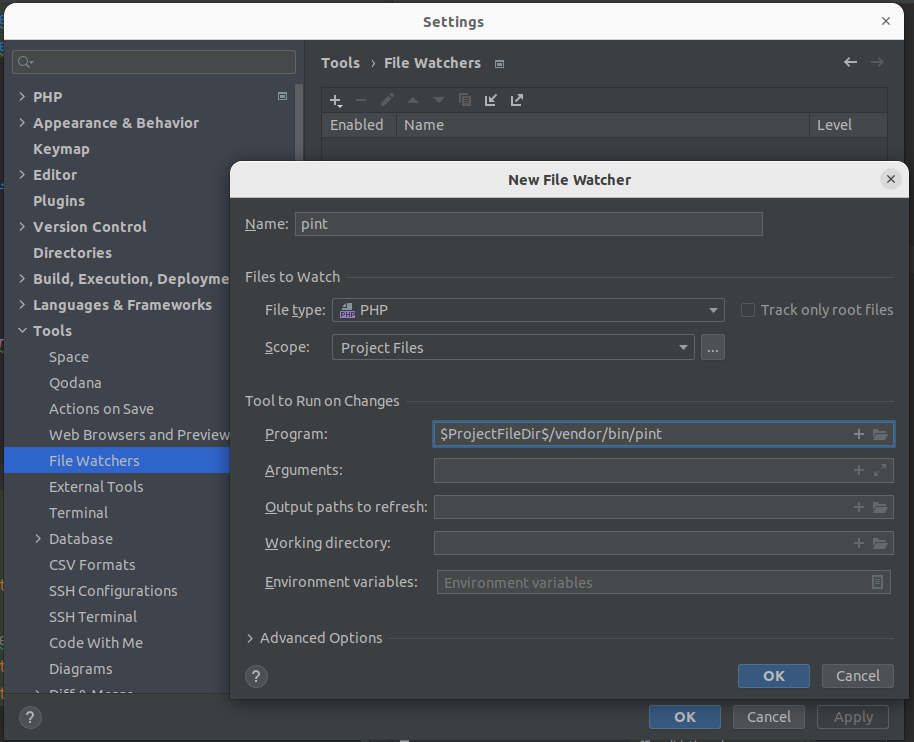 Settings
Tools › File Watchers
PHP
Appearance & Behavior
Keymap
Editor
Plugins
Version Control
Directories
Build, Execution, Deployme
Languages & Frameworks
Tools
Space
Qodana
Actions on Save
Web Browsers and Preview
File Watchers
External Tools
Terminal
Database
CSV Formats
SSH Configurations
SSH Terminal
Code With Me
Diagrams
Enabled Name Level
New File Watcher
Name: pint
Files to Watch
File type: PHP PHP Track only root files
Scope: Project Files ...
Tool to Run on Changes
Program: $ProjectFileDir$/vendor/bin/pint
Arguments:
Output paths to refresh:
Working directory:
Environment variables: Environment variables
Advanced Options
? OK Cancel
? OK Cancel Apply